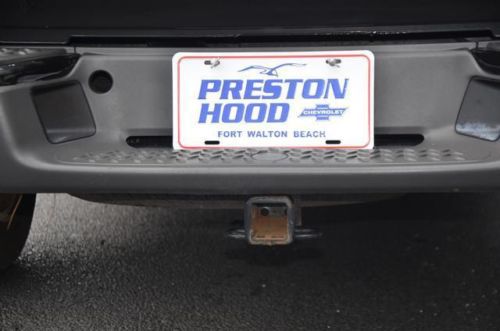 PRESTON
HOOD
CHEVROLET
FORT WALTON BEACH